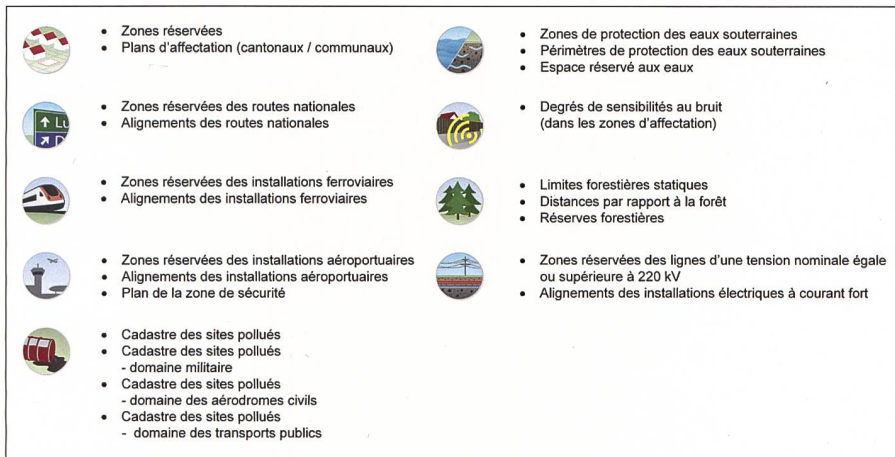 • Zones réservées
• Plans d'affectation (cantonaux / communaux)
• Zones réservées des routes nationales
• Alignements des routes nationales
• Zones réservées des installations ferroviaires
• Alignements des installations ferroviaires
• Zones réservées des installations aéroportuaires
• Alignements des installations aéroportuaires
• Plan de la zone de sécurité
• Cadastre des sites pollués
• Cadastre des sites pollués
- domaine militaire
• Cadastre des sites pollués
- domaine des aérodromes civils
• Cadastre des sites pollués
- domaine des transports publics
• Zones de protection des eaux souterraines
• Périmètres de protection des eaux souterraines
• Espace réservé aux eaux
• Degrés de sensibilités au bruit
(dans les zones d'affectation)
• Limites forestières statiques
• Distances par rapport à la forêt
• Réserves forestières
• Zones réservées des lignes d'une tension nominale égale
ou supérieure à 220 kV
• Alignements des installations électriques à courant fort
Lu
D